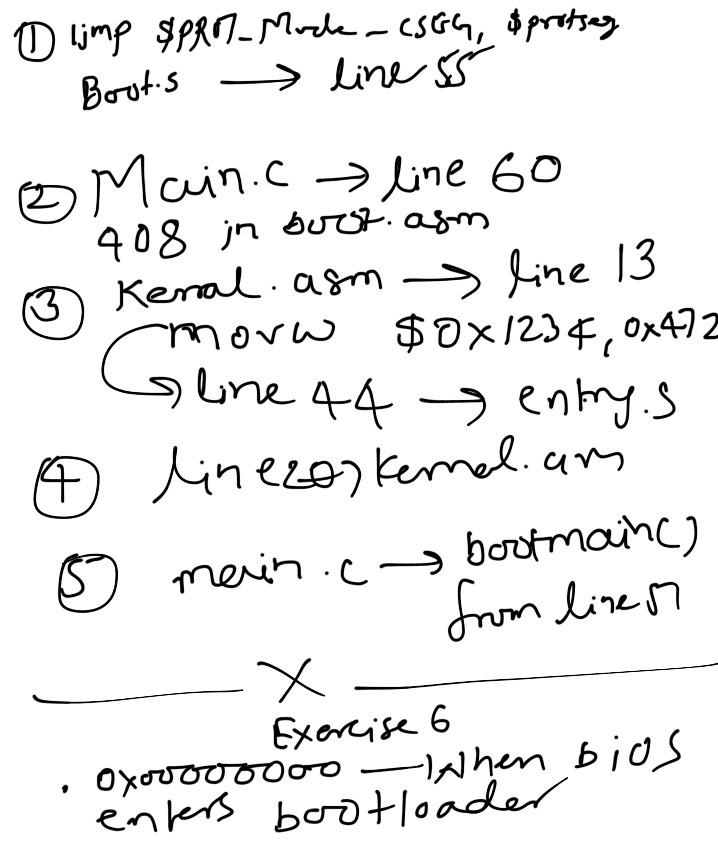 ① ljmp $PROT_Mode_CSEG, $protseg
Boot.s → line 55
② Main.c → line 60
408 in boot.asm
③ Kernal.asm → line 13
movw $0x1234, 0x472
line 44 → entry.s
④ line 207 kernel.asm
⑤ main.c → bootmain()
from line 57
X
Exercise 6
. 0x00000000 — When bios
enters bootloader